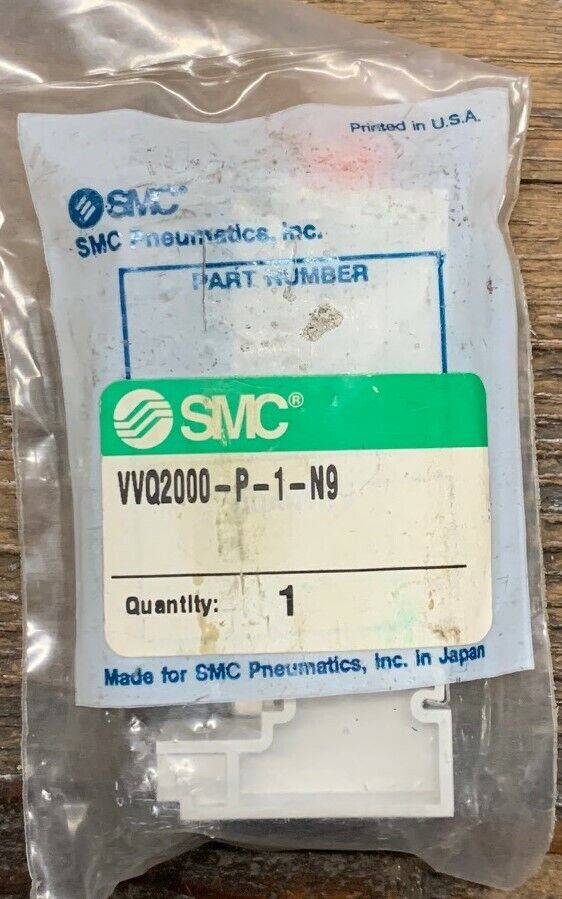 Printed in U.S.A.
SMC®
SMC Pneumatics, Inc.
PART NUMBER
SMC®
VVQ2000-P-1-N9
Quantity: 1
Made for SMC Pneumatics, Inc. in Japan